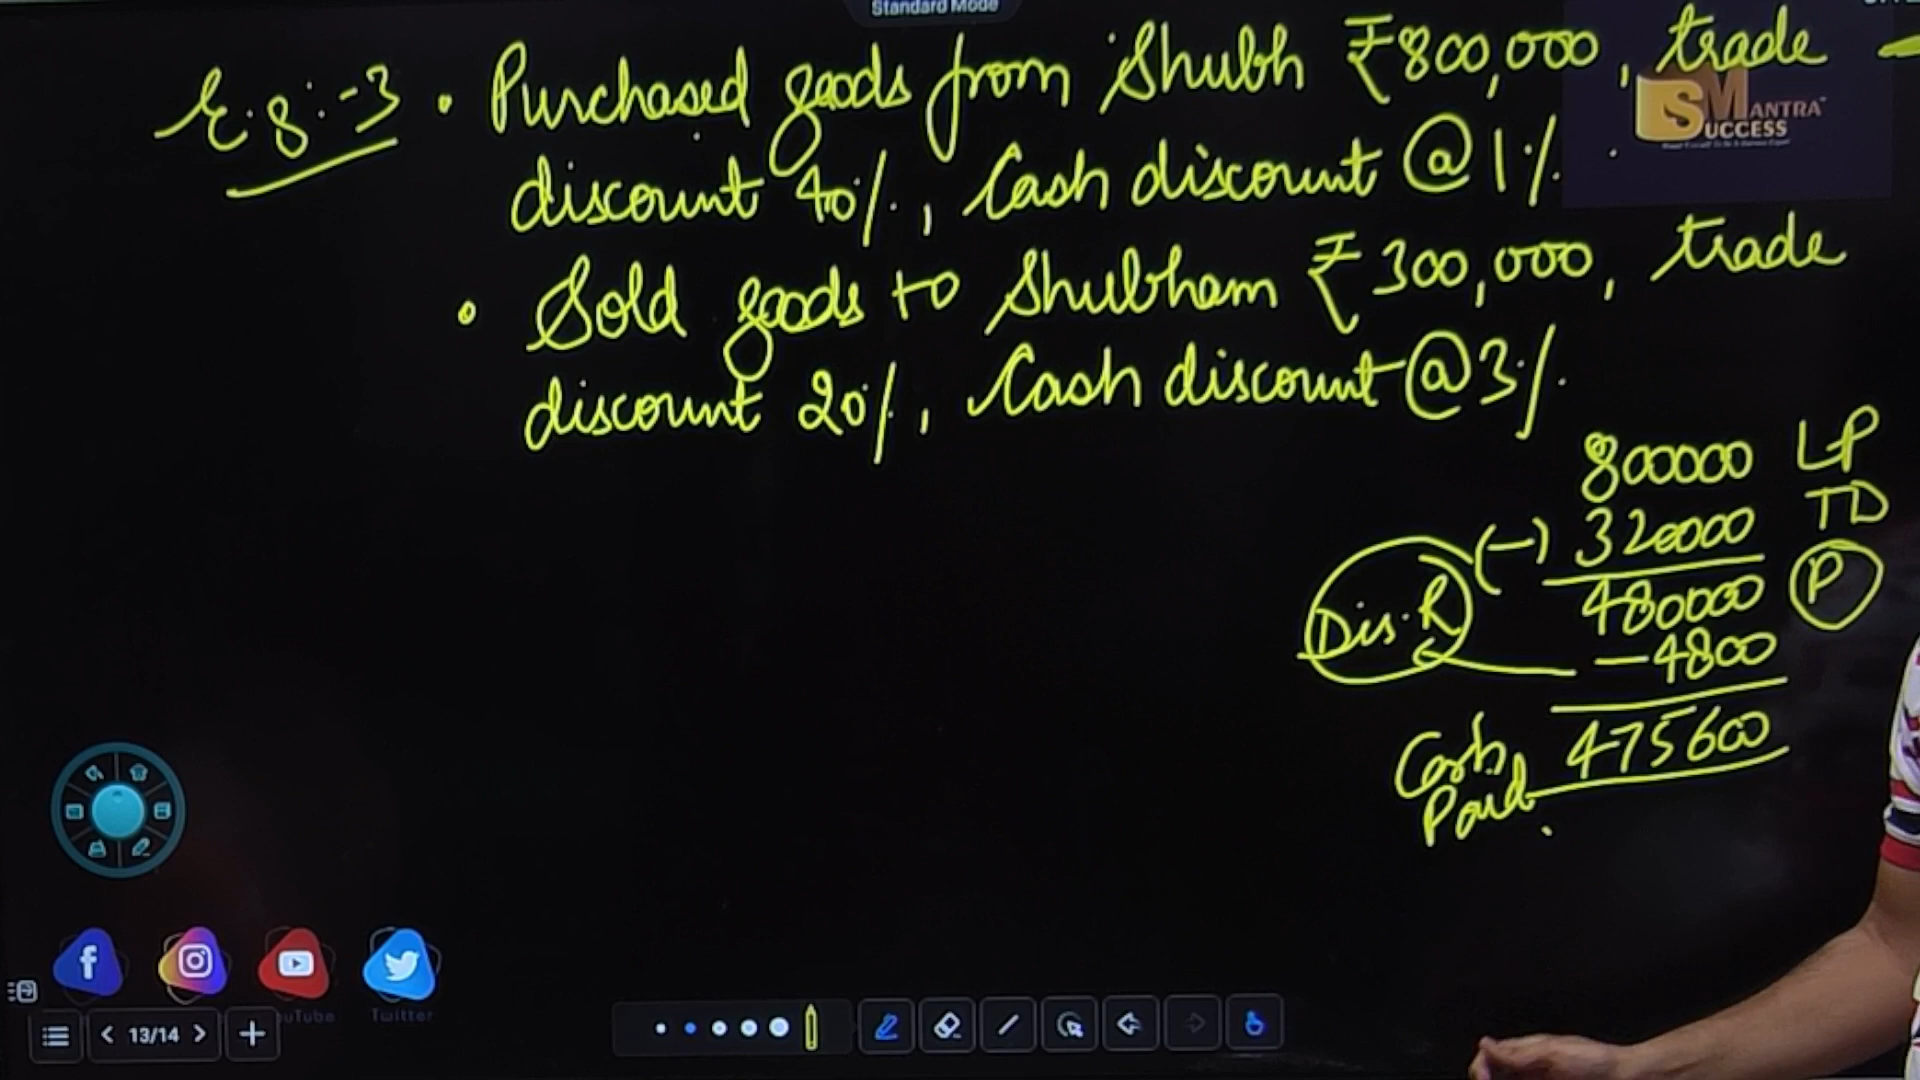 Standard Mode
E.g:-3 • Purchased goods from Shubh ₹800,000, trade
discount 40%, Cash discount @1%.
• Sold goods to Shubham ₹300,000, trade
discount 20%, Cash discount @3%.
SUCCESS MANTRA
800000 LP
(-) 320000 TD
480000 P
Dis.R -4800
Cash Paid 475600
YouTube
Twitter
13/14